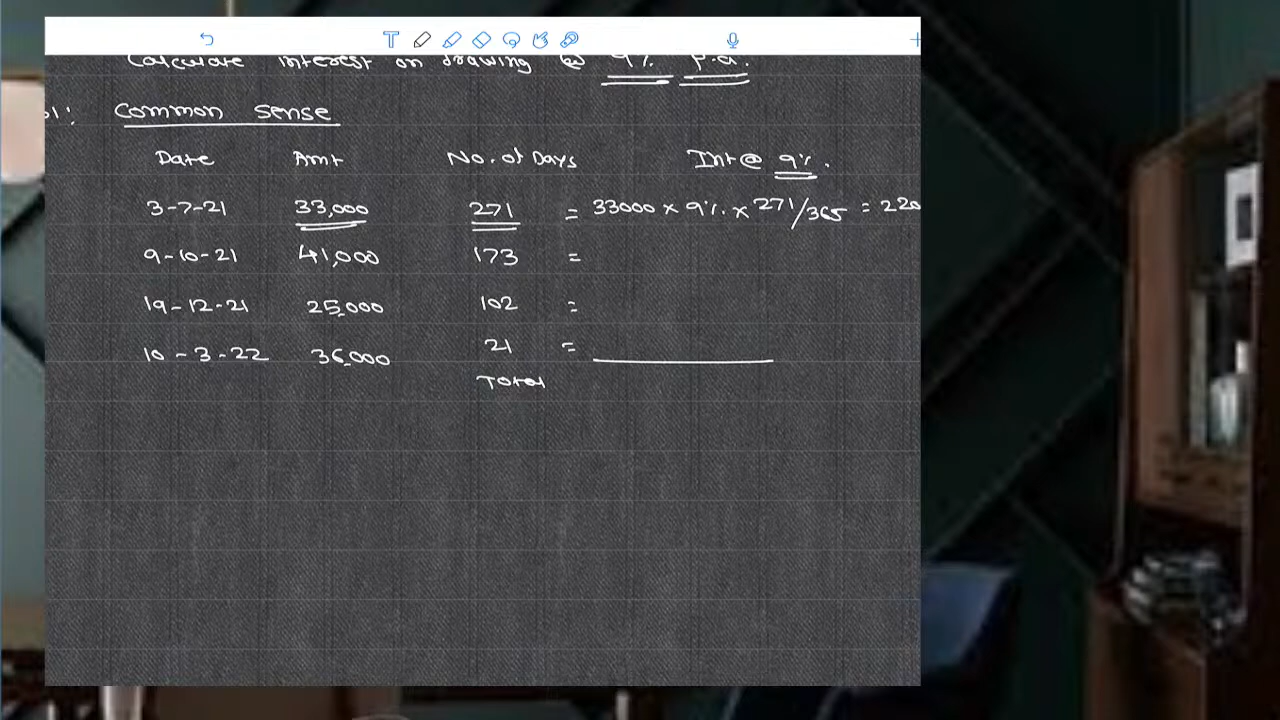 Calculate interest on drawing @ 9% p.a.
Common Sense
Date Amt No. of Days Int @ 9%.
3-7-21 33,000 271 = 33000 x 9% x 271/365 = 220
9-10-21 41,000 173 =
19-12-21 25,000 102 =
10-3-22 36,000 21 =
Total